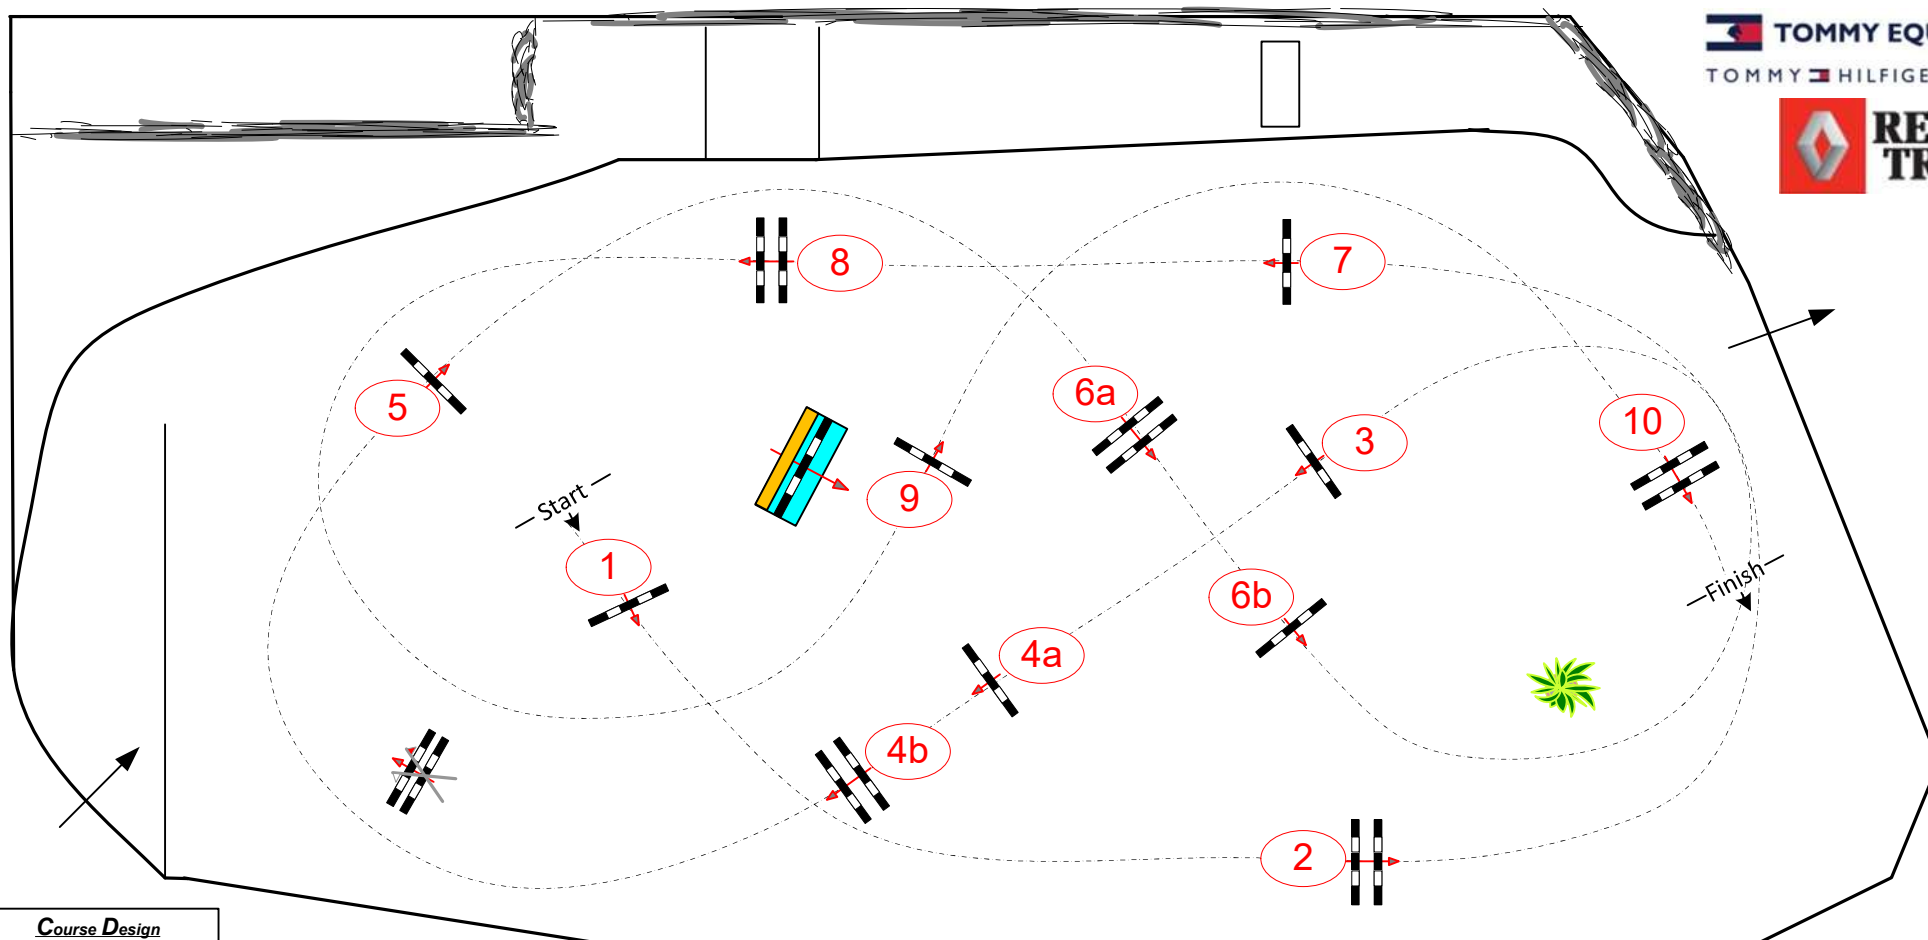 TOMMY EQU
TOMMY HILFIGE
RE
TR
8
7
6a
5
3
10
9
Start
1
6b
Finish
4a
4b
2
Course Design